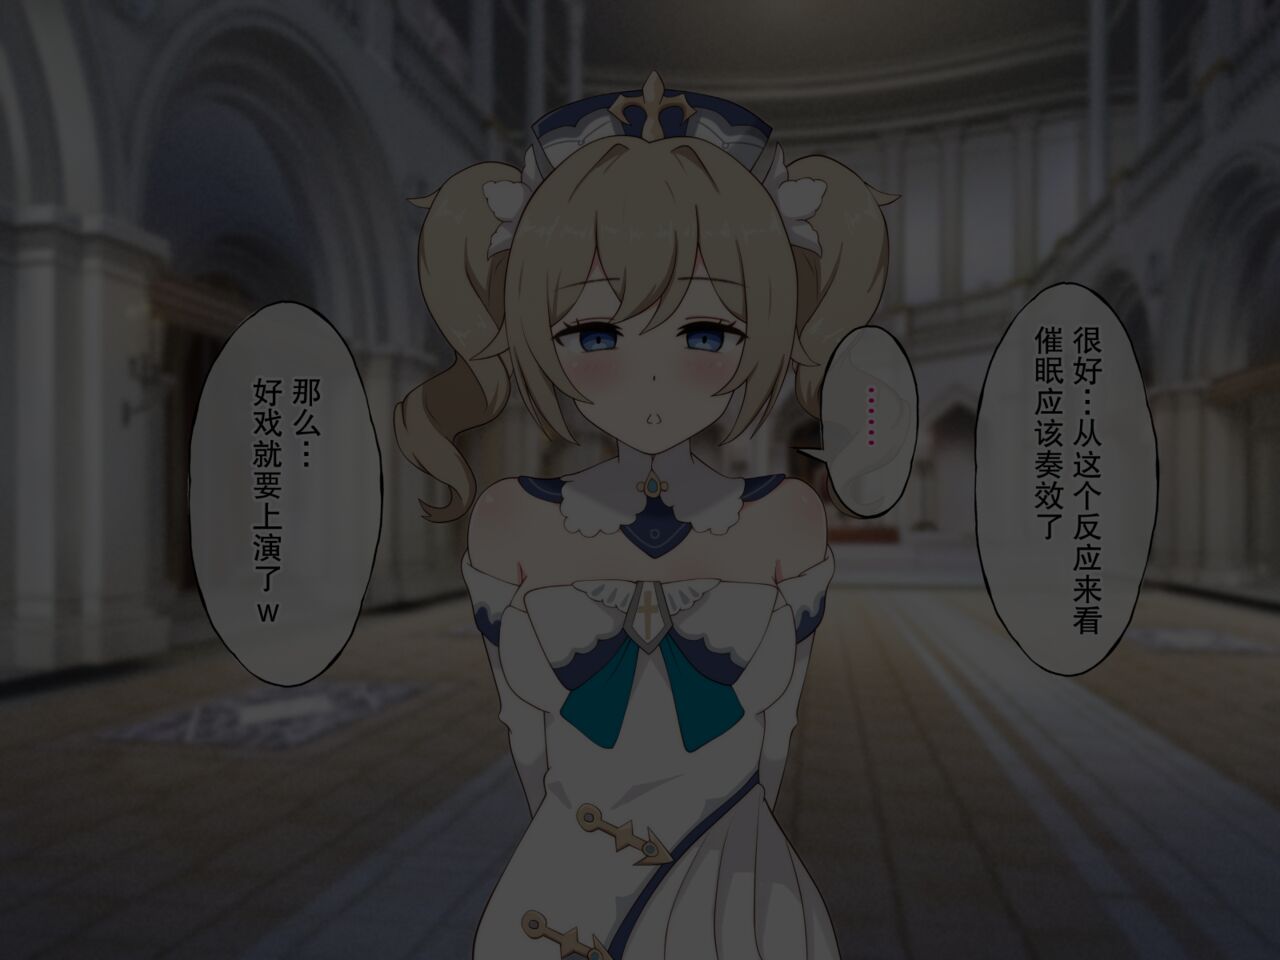 很好…从这个反应来看
催眠应该奏效了
……
那么…
好戏就要上演了w